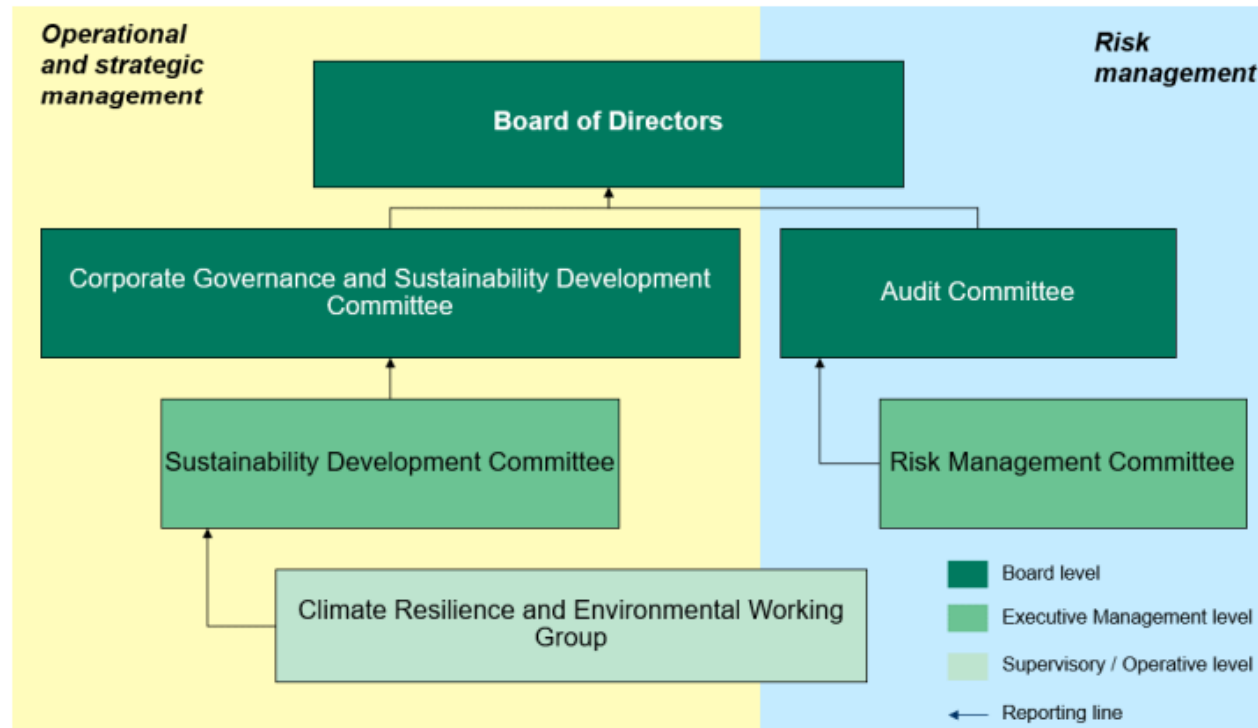 Operational
and strategic
management
Risk
management
Board of Directors
Corporate Governance and Sustainability Development
Committee
Audit Committee
Sustainability Development Committee
Risk Management Committee
Climate Resilience and Environmental Working
Group
Board level
Executive Management level
Supervisory / Operative level
Reporting line